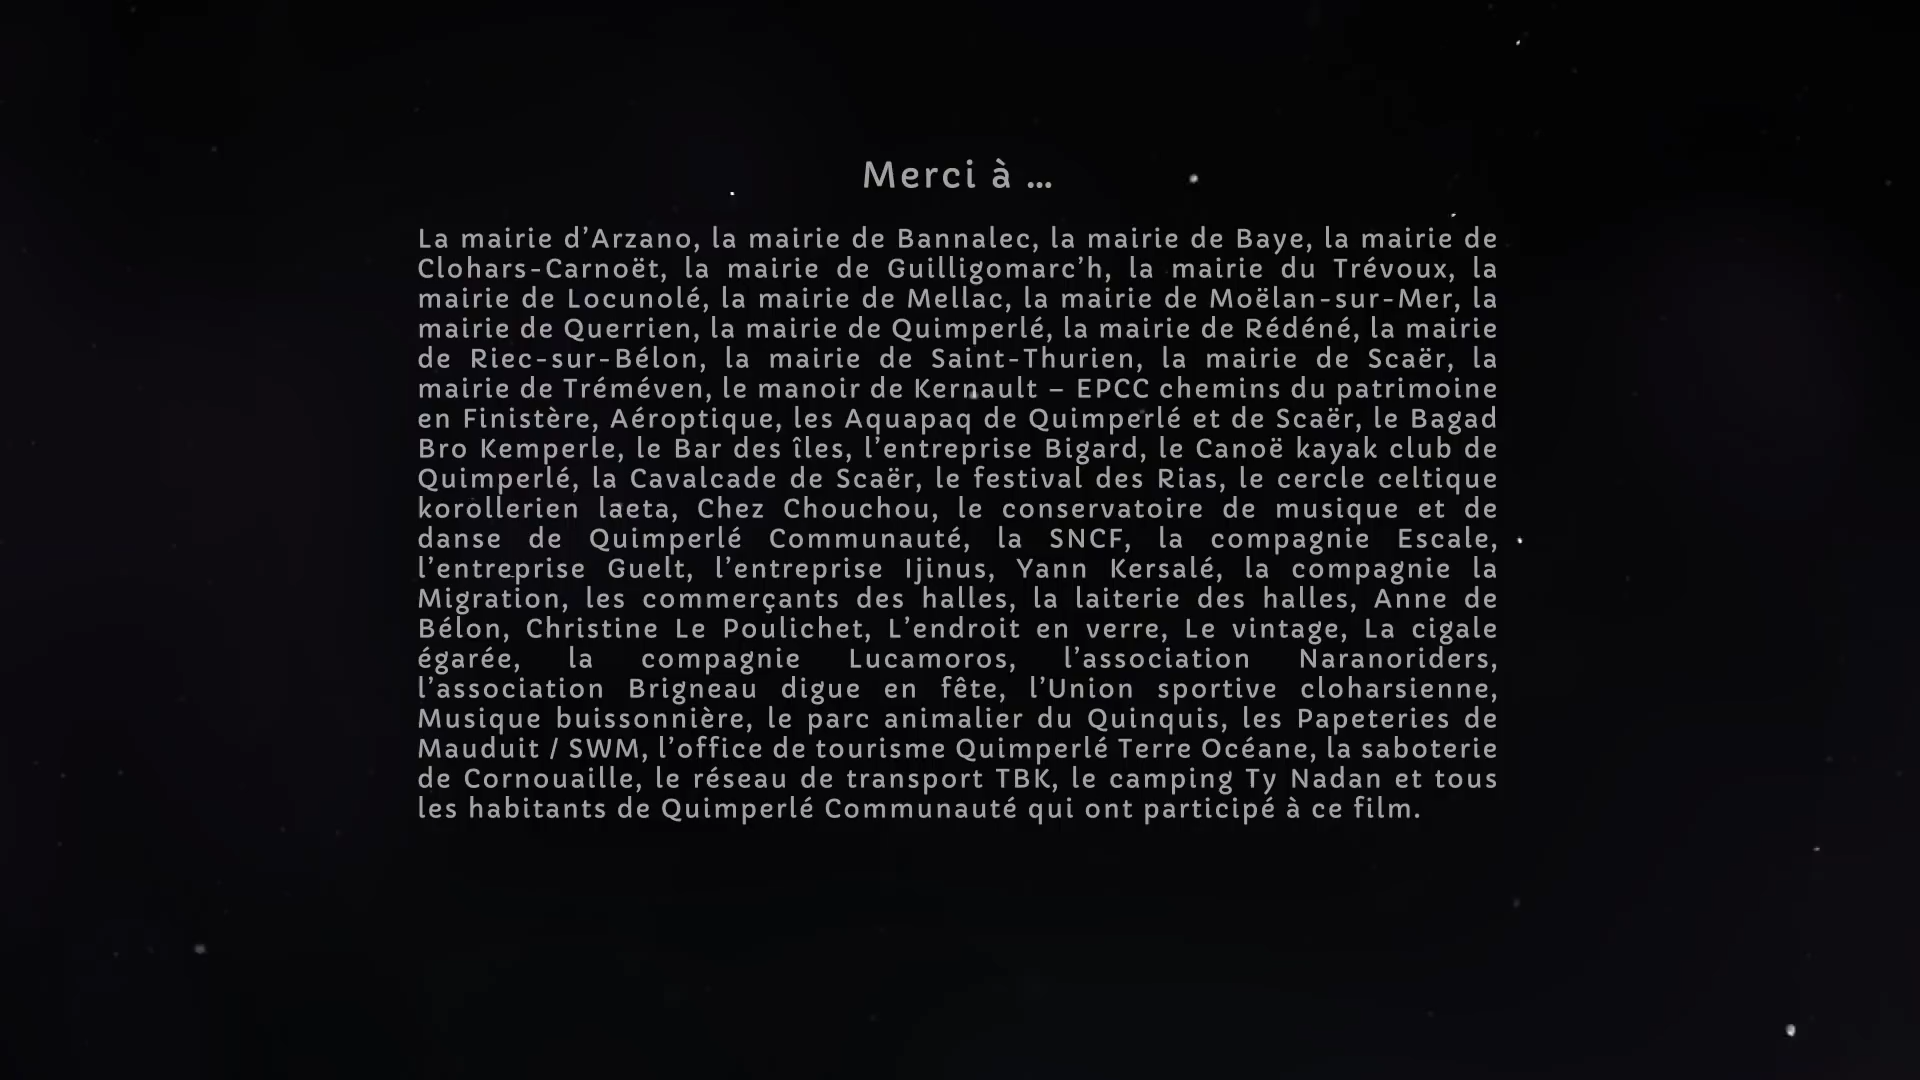 Merci à ...
La mairie d’Arzano, la mairie de Bannalec, la mairie de Baye, la mairie de
Clohars-Carnoët, la mairie de Guilligomarc’h, la mairie du Trévoux, la
mairie de Locunolé, la mairie de Mellac, la mairie de Moëlan-sur-Mer, la
mairie de Querrien, la mairie de Quimperlé, la mairie de Rédéné, la mairie
de Riec-sur-Bélon, la mairie de Saint-Thurien, la mairie de Scaër, la
mairie de Tréméven, le manoir de Kernault – EPCC chemins du patrimoine
en Finistère, Aéroptique, les Aquapaq de Quimperlé et de Scaër, le Bagad
Bro Kemperle, le Bar des îles, l’entreprise Bigard, le Canoë kayak club de
Quimperlé, la Cavalcade de Scaër, le festival des Rias, le cercle celtique
korollerien laeta, Chez Chouchou, le conservatoire de musique et de
danse de Quimperlé Communauté, la SNCF, la compagnie Escale,
l’entreprise Guelt, l’entreprise Ijinus, Yann Kersalé, la compagnie la
Migration, les commerçants des halles, la laiterie des halles, Anne de
Bélon, Christine Le Poulichet, L’endroit en verre, Le vintage, La cigale
égarée, la compagnie Lucamoros, l’association Naranoriders,
l’association Brigneau digue en fête, l’Union sportive cloharsienne,
Musique buissonnière, le parc animalier du Quinquis, les Papeteries de
Mauduit / SWM, l’office de tourisme Quimperlé Terre Océane, la saboterie
de Cornouaille, le réseau de transport TBK, le camping Ty Nadan et tous
les habitants de Quimperlé Communauté qui ont participé à ce film.